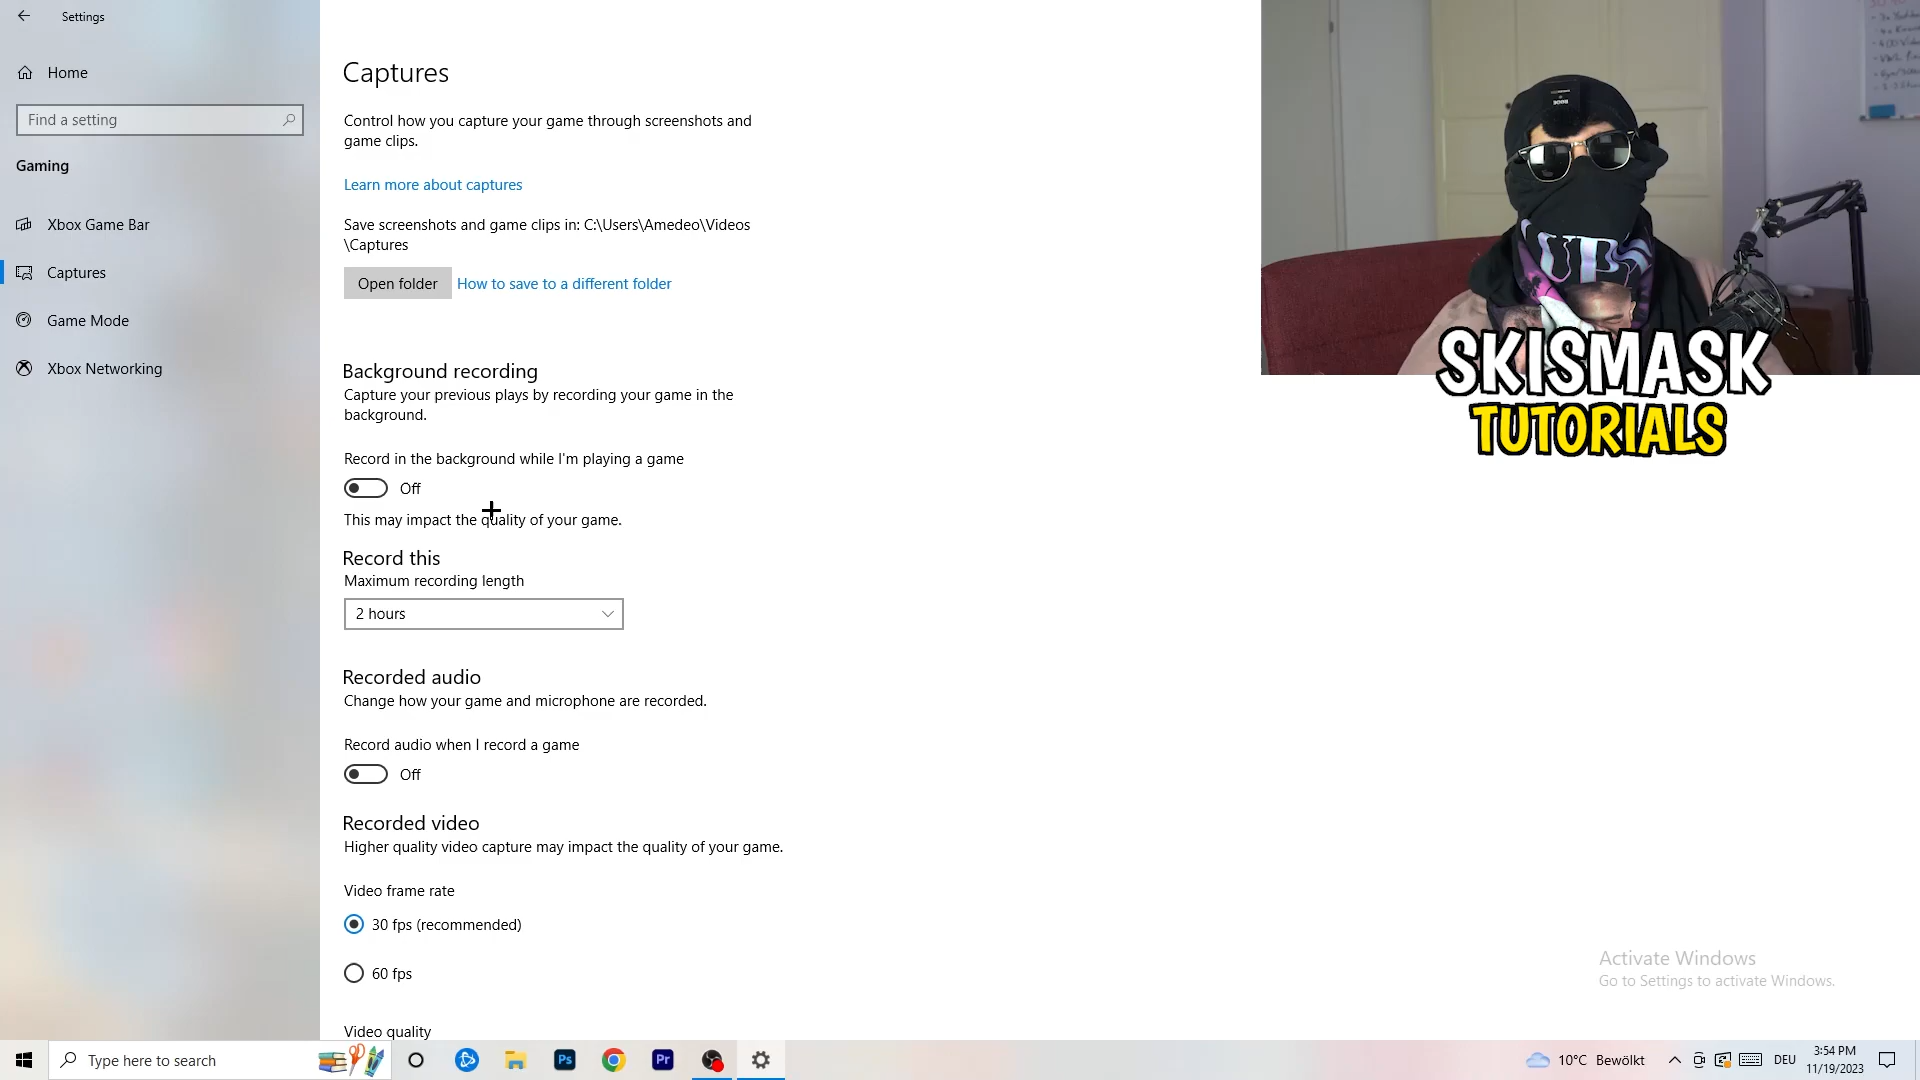 Settings
Home
Find a setting
Gaming
Xbox Game Bar
Captures
Game Mode
Xbox Networking
Captures
Control how you capture your game through screenshots and
game clips.
Learn more about captures
Save screenshots and game clips in: C:\Users\Amedeo\Videos
\Captures
Open folder
How to save to a different folder
Background recording
Capture your previous plays by recording your game in the
background.
Record in the background while I'm playing a game
Off
This may impact the quality of your game.
Record this
Maximum recording length
2 hours
Recorded audio
Change how your game and microphone are recorded.
Record audio when I record a game
Off
Recorded video
Higher quality video capture may impact the quality of your game.
Video frame rate
30 fps (recommended)
60 fps
Video quality
SKISMASK
TUTORIALS
Activate Windows
Go to Settings to activate Windows.
Type here to search
Ps
Pr
10°C Bewölkt
DEU
3:54 PM
11/19/2023